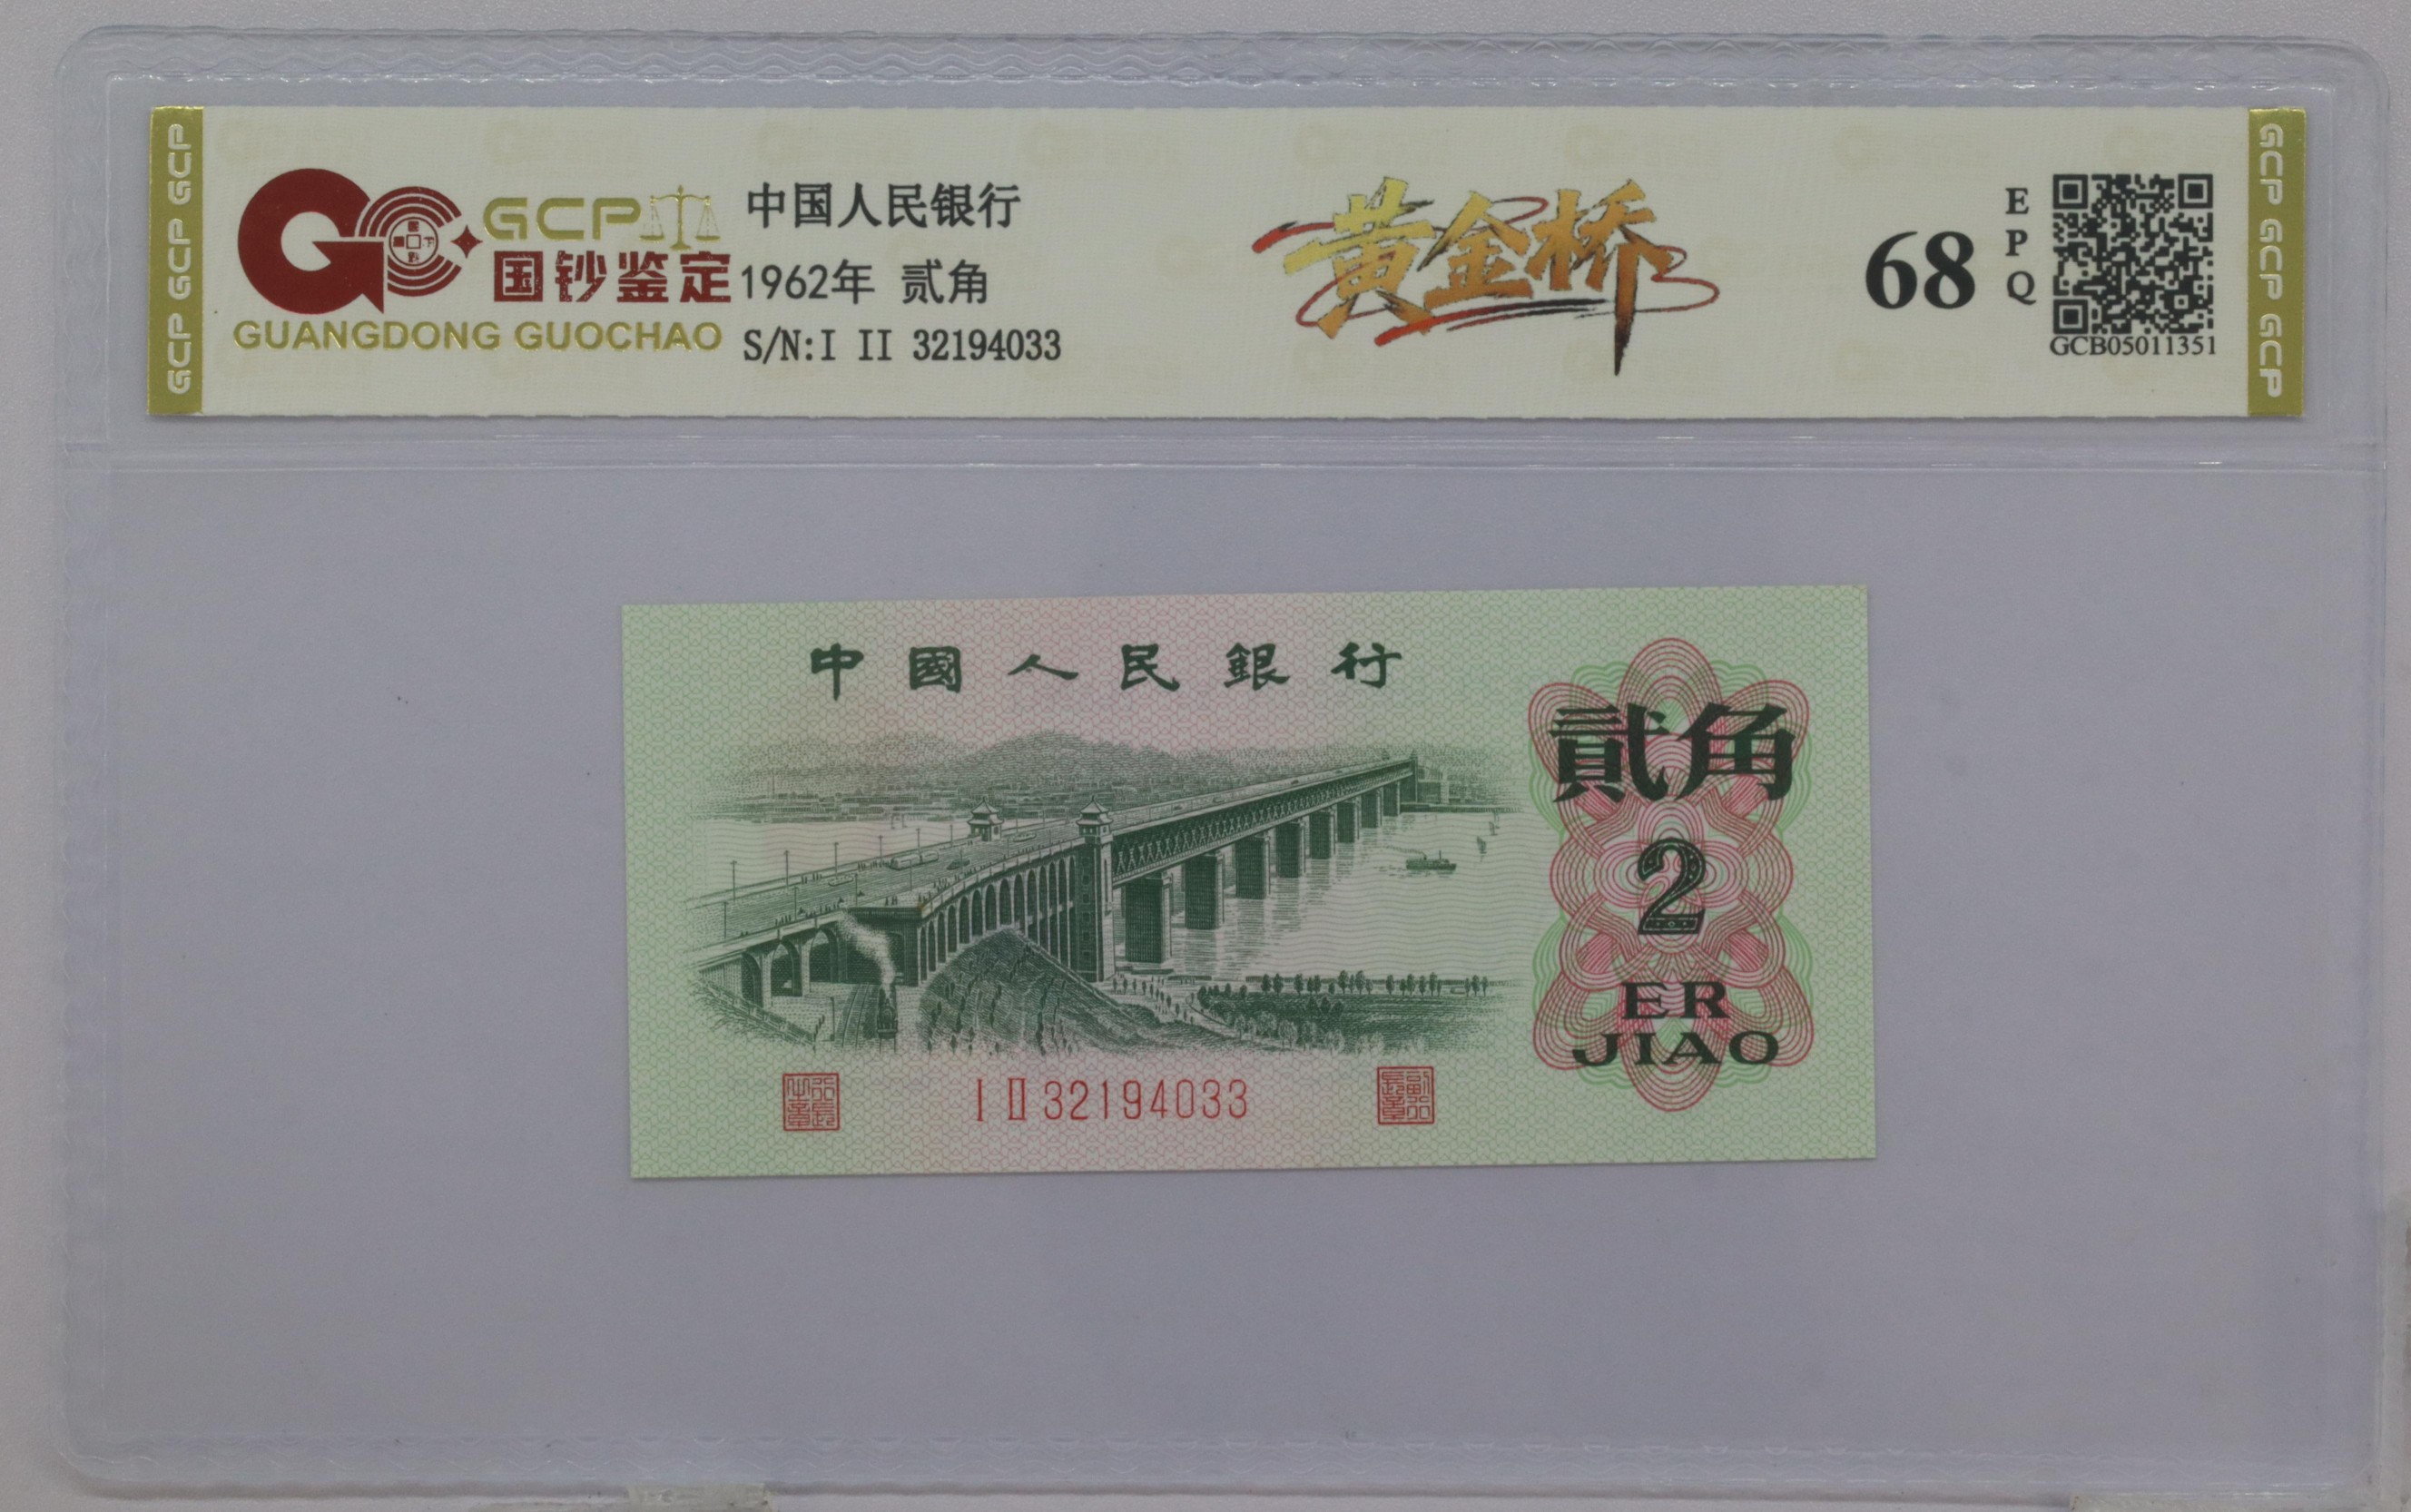 GCP GCP GCP
GCP
国钞鉴定
GUANGDONG GUOCHAO
中国人民银行
1962年 贰角
S/N:I II 32194033
黄金桥
68
EPQ
GCB05011351
GCP GCP GCP
中國人民銀行
貳角
2
ER
JIAO
I II 32194033